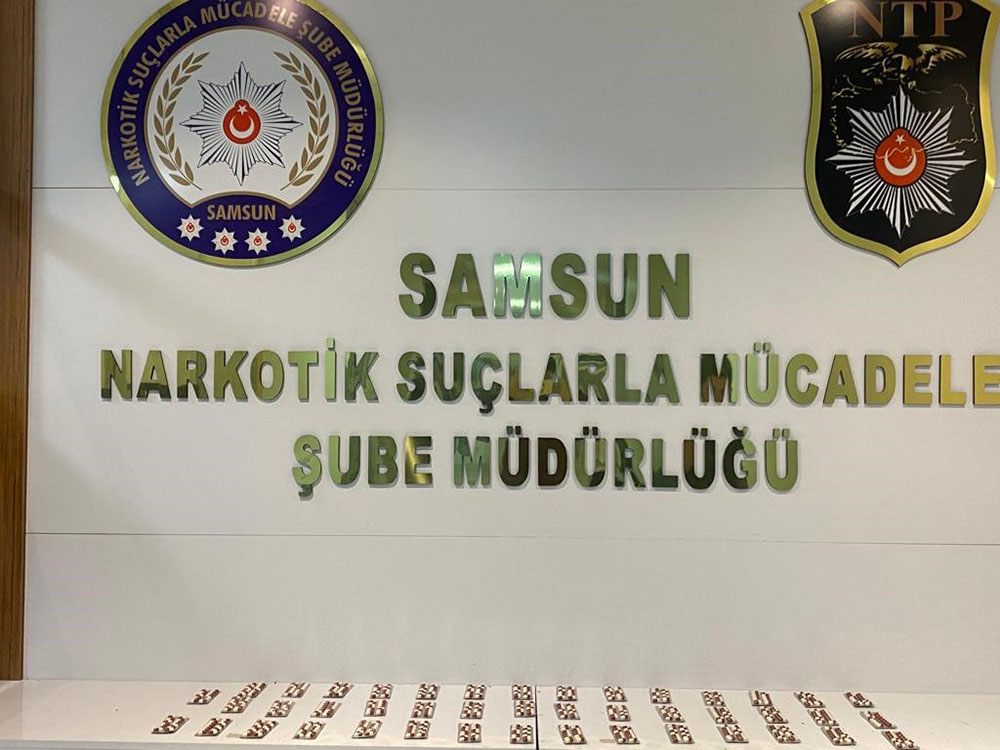 NARKOTİK SUÇLARLA MÜCADELE ŞUBE MÜDÜRLÜĞÜ
SAMSUN
NTP
SAMSUN
NARKOTİK SUÇLARLA MÜCADELE
ŞUBE MÜDÜRLÜĞÜ